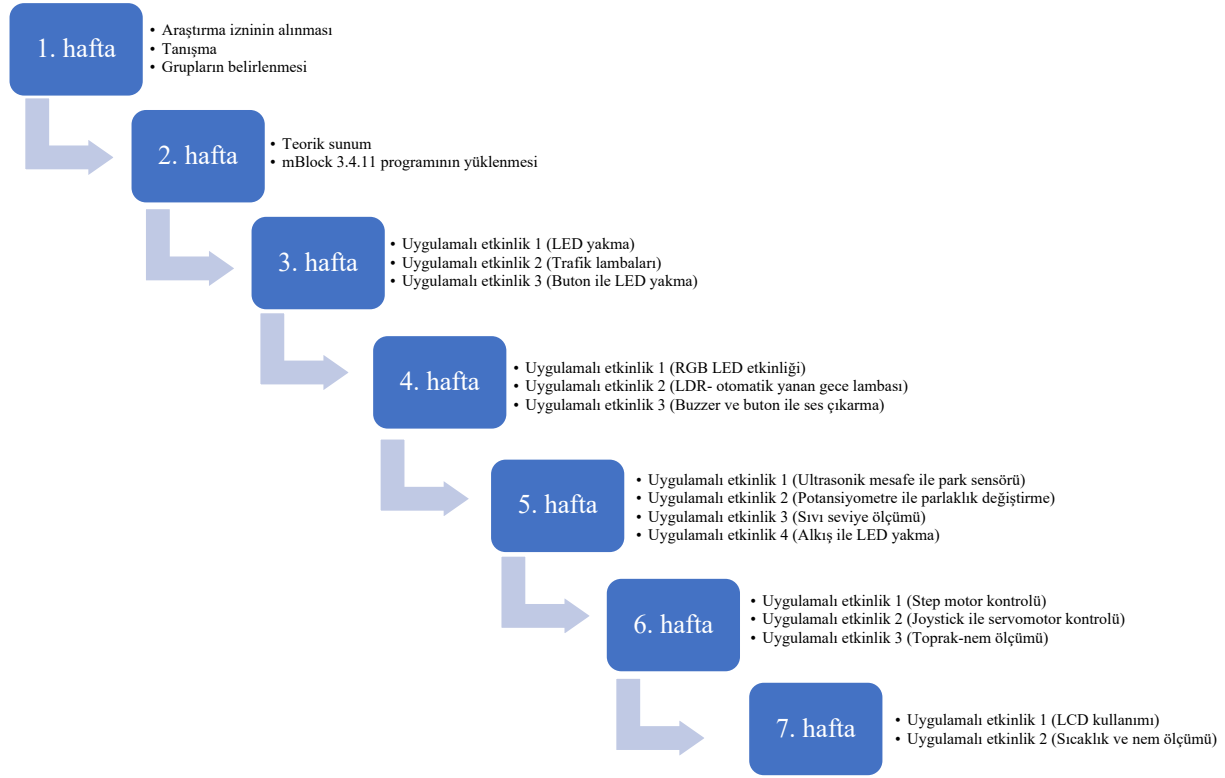 1. hafta
• Araştırma izninin alınması
• Tanışma
• Grupların belirlenmesi
2. hafta
• Teorik sunum
• mBlock 3.4.11 programının yüklenmesi
3. hafta
• Uygulamalı etkinlik 1 (LED yakma)
• Uygulamalı etkinlik 2 (Trafik lambaları)
• Uygulamalı etkinlik 3 (Buton ile LED yakma)
4. hafta
• Uygulamalı etkinlik 1 (RGB LED etkinliği)
• Uygulamalı etkinlik 2 (LDR- otomatik yanan gece lambası)
• Uygulamalı etkinlik 3 (Buzzer ve buton ile ses çıkarma)
5. hafta
• Uygulamalı etkinlik 1 (Ultrasonik mesafe ile park sensörü)
• Uygulamalı etkinlik 2 (Potansiyometre ile parlaklık değiştirme)
• Uygulamalı etkinlik 3 (Sıvı seviye ölçümü)
• Uygulamalı etkinlik 4 (Alkış ile LED yakma)
6. hafta
• Uygulamalı etkinlik 1 (Step motor kontrolü)
• Uygulamalı etkinlik 2 (Joystick ile servomotor kontrolü)
• Uygulamalı etkinlik 3 (Toprak-nem ölçümü)
7. hafta
• Uygulamalı etkinlik 1 (LCD kullanımı)
• Uygulamalı etkinlik 2 (Sıcaklık ve nem ölçümü)